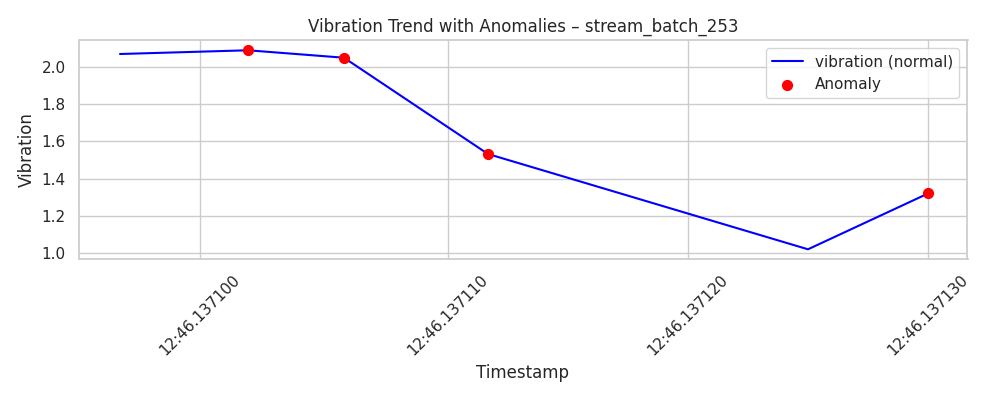 Vibration Trend with Anomalies – stream_batch_253
vibration (normal)
Anomaly
Vibration
2.0
1.8
1.6
1.4
1.2
1.0
12:46.137100
12:46.137110
12:46.137120
12:46.137130
Timestamp